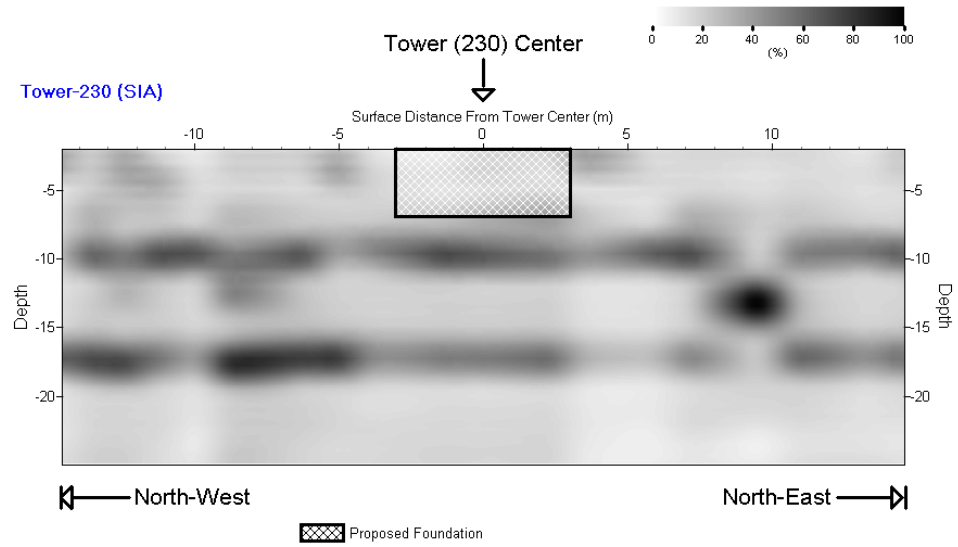 0 20 40 60 80 100
(%)
Tower (230) Center
Tower-230 (SIA)
Surface Distance From Tower Center (m)
-10 -5 0 5 10
-5 -5
-10 -10
Depth Depth
-15 -15
-20 -20
North-West North-East
Proposed Foundation